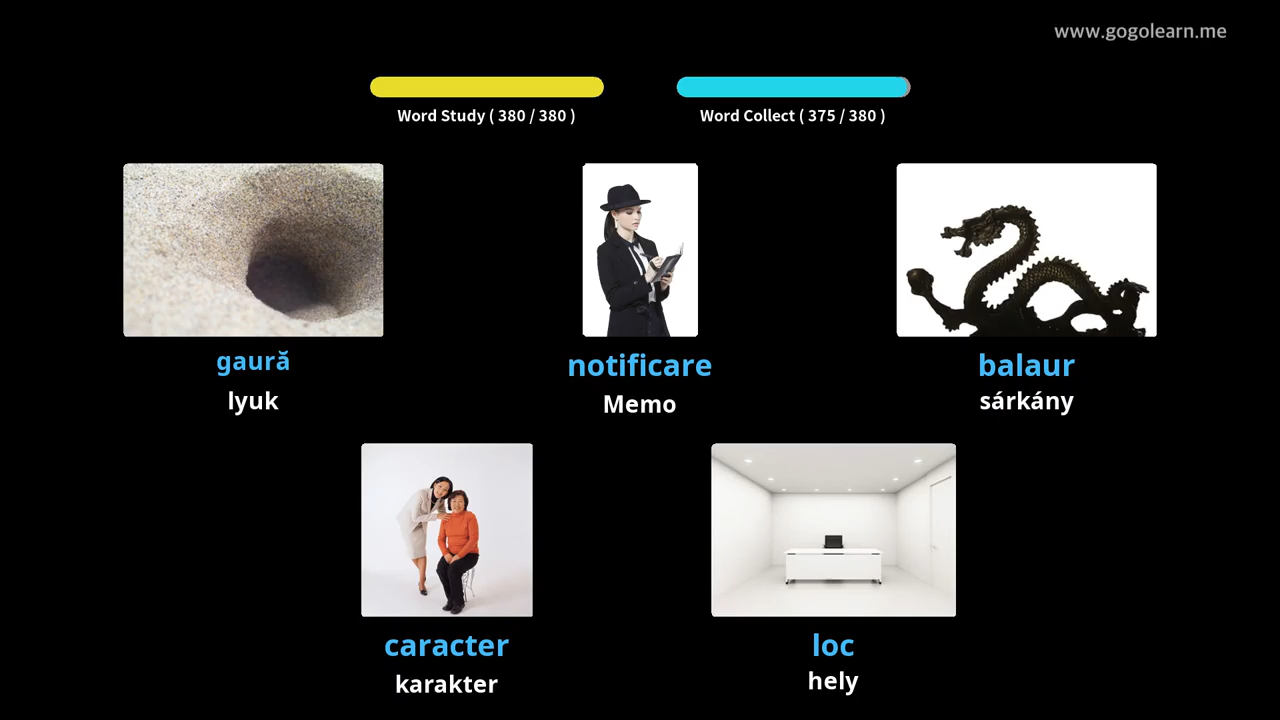 www.gogolearn.me
Word Study ( 380 / 380 )
Word Collect ( 375 / 380 )
gaură
lyuk
notificare
Memo
balaur
sárkány
caracter
karakter
loc
hely